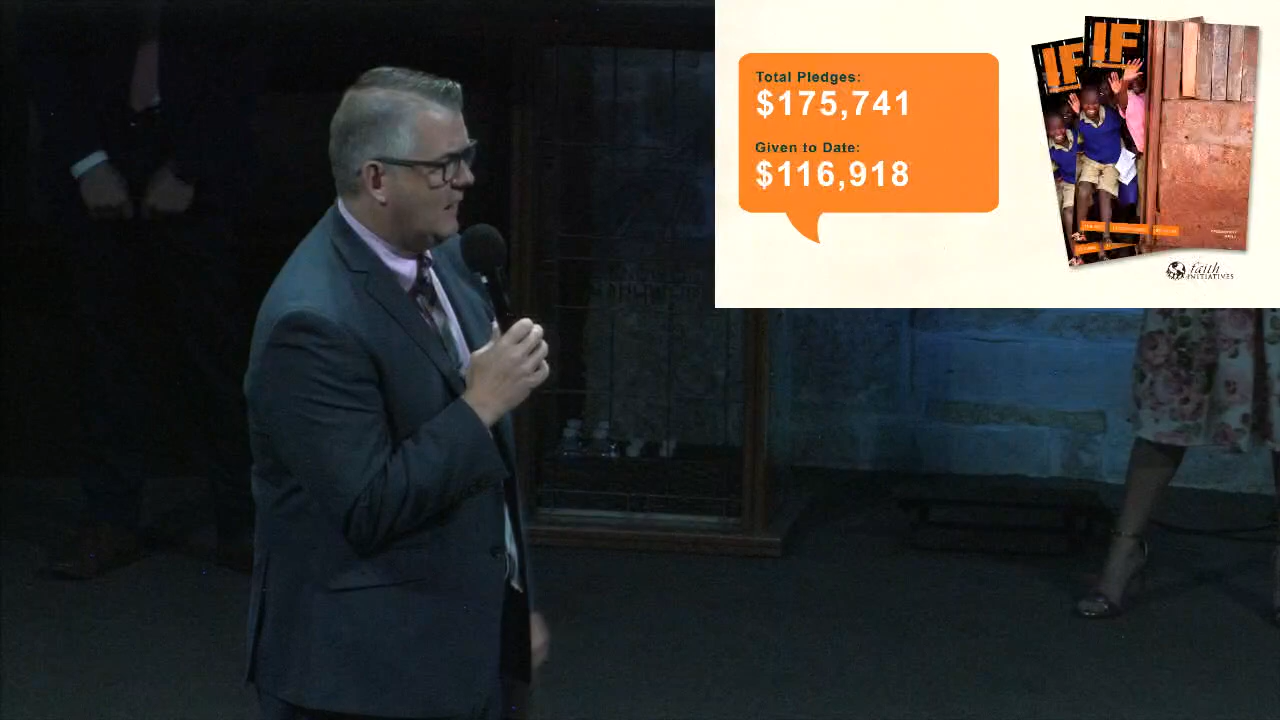 Total Pledges:
$175,741
Given to Date:
$116,918
IF
IF
faith
INITIATIVES